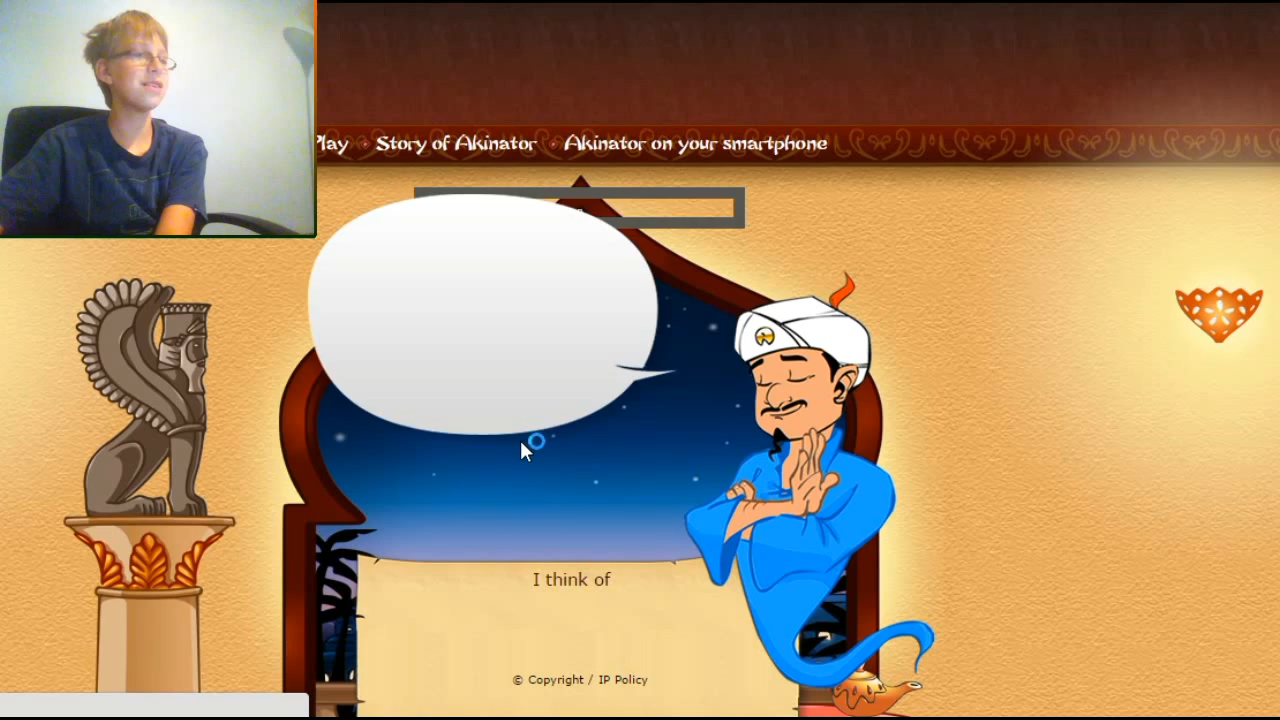 Play · Story of Akinator · Akinator on your smartphone
I think of
© Copyright / IP Policy